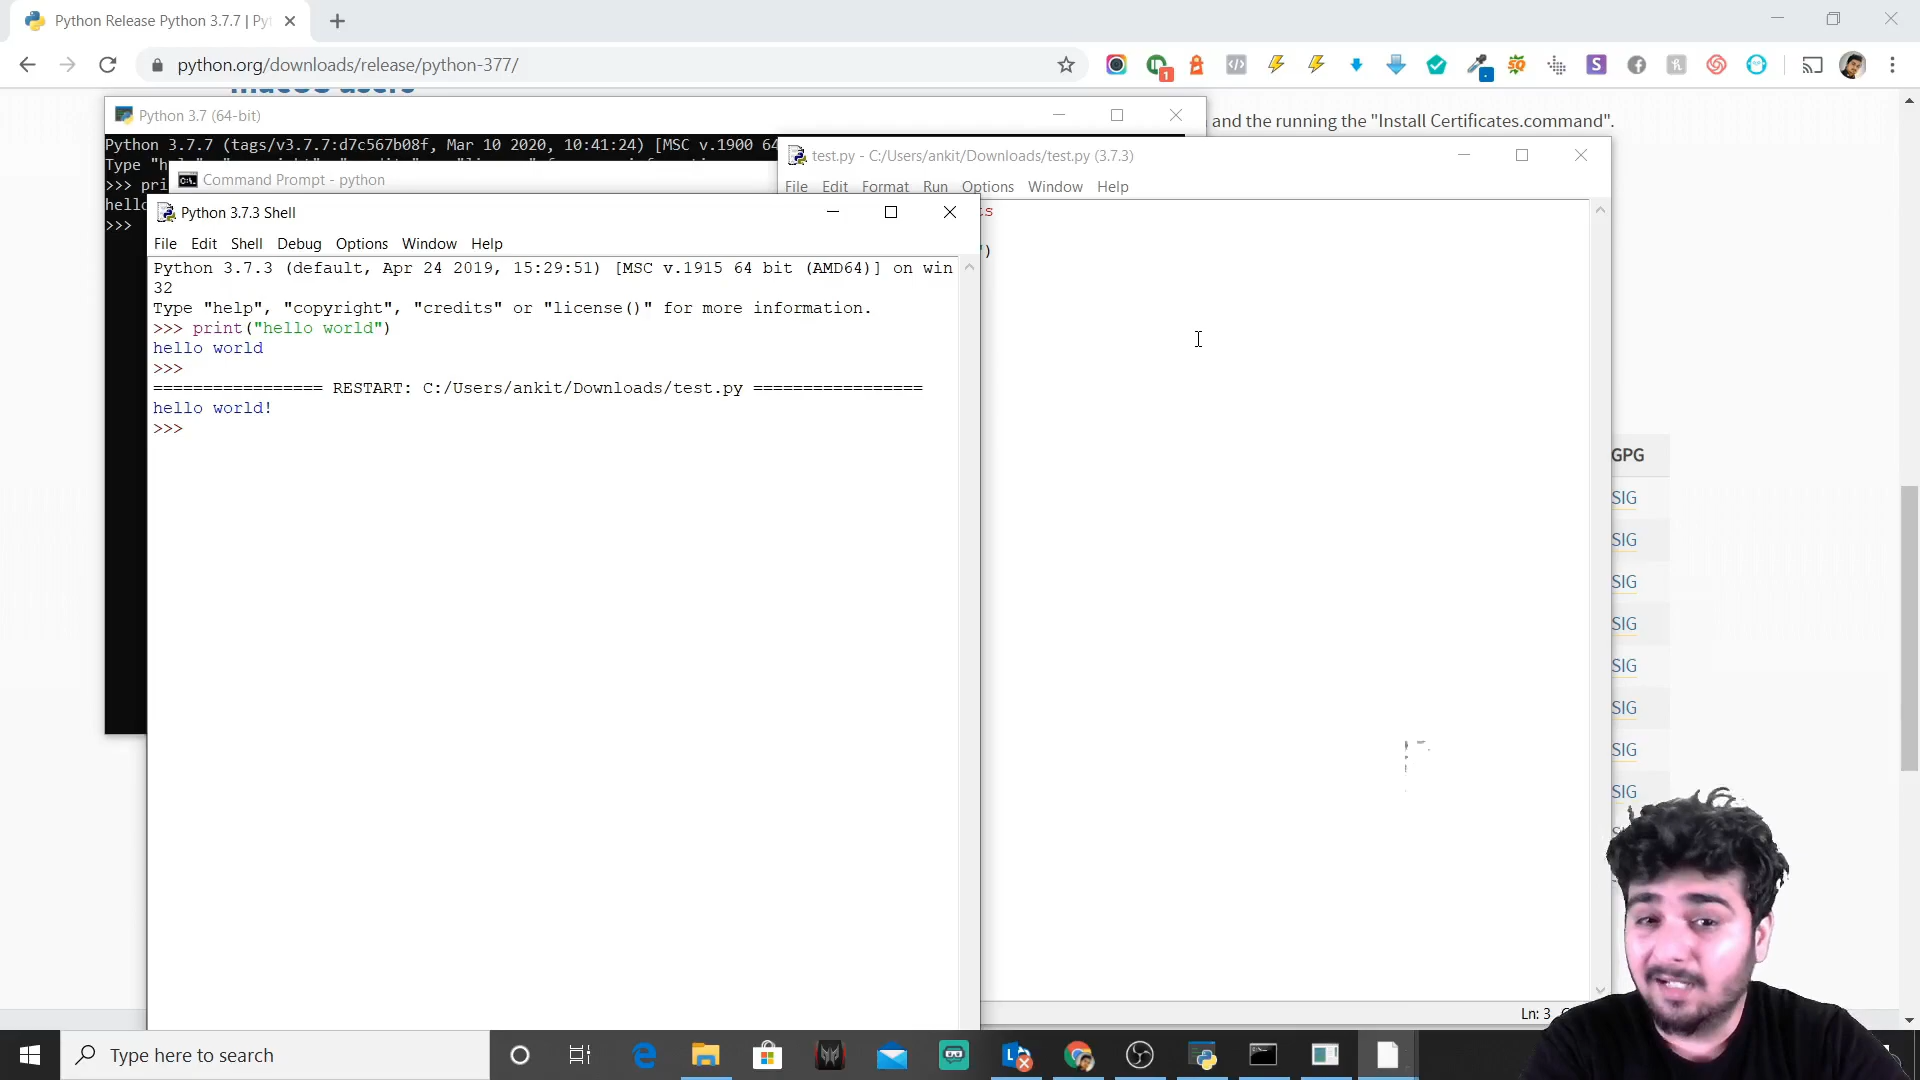 Python Release Python 3.7.7 | Py
python.org/downloads/release/python-377/
1
macOS users
and the running the "Install Certificates.command".
Python 3.7 (64-bit)
Python 3.7.7 (tags/v3.7.7:d7c567b08f, Mar 10 2020, 10:41:24) [MSC v.1900 64
Type "h
>>> pri
hello
>>>
Command Prompt - python
test.py - C:/Users/ankit/Downloads/test.py (3.7.3)
File Edit Format Run Options Window Help
ts
")
Ln: 3
Python 3.7.3 Shell
File Edit Shell Debug Options Window Help
Python 3.7.3 (default, Apr 24 2019, 15:29:51) [MSC v.1915 64 bit (AMD64)] on win
32
Type "help", "copyright", "credits" or "license()" for more information.
>>> print("hello world")
hello world
>>>
================= RESTART: C:/Users/ankit/Downloads/test.py =================
hello world!
>>>
GPG
SIG
SIG
SIG
SIG
SIG
SIG
SIG
SIG
Type here to search